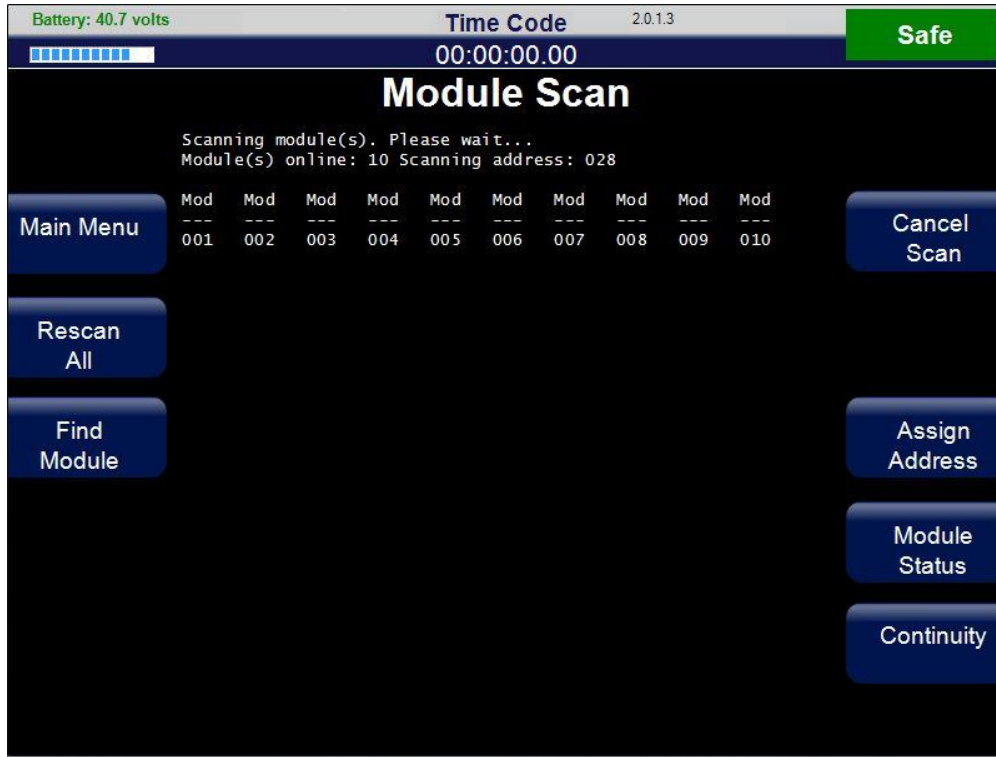 Battery: 40.7 volts
Time Code
2.0.1.3
Safe
00:00:00.00
Module Scan
Scanning module(s). Please wait...
Module(s) online: 10 Scanning address: 028
Mod Mod Mod Mod Mod Mod Mod Mod Mod Mod
--- --- --- --- --- --- --- --- --- ---
001 002 003 004 005 006 007 008 009 010
Main Menu
Cancel
Scan
Rescan
All
Find
Module
Assign
Address
Module
Status
Continuity